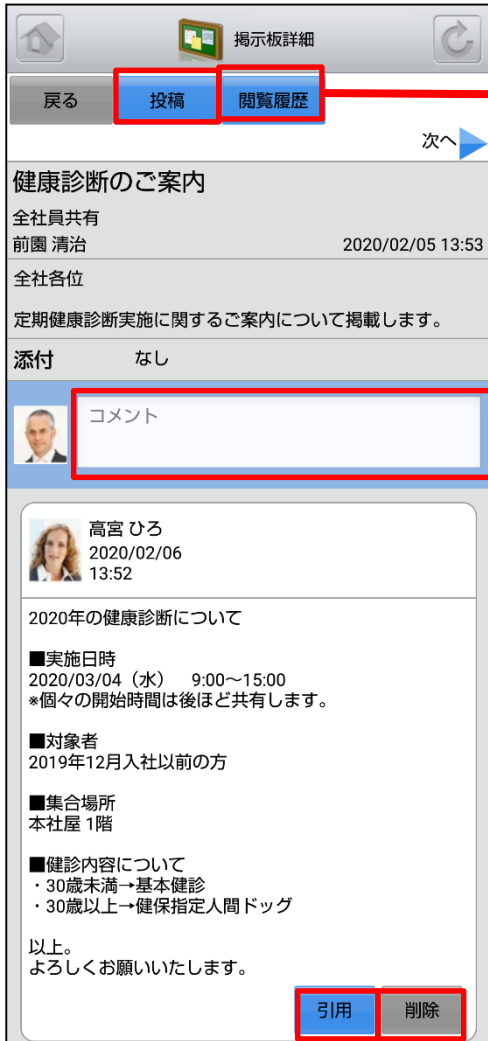 掲示板詳細
戻る 投稿 閲覧履歴
次へ
健康診断のご案内
全社員共有
前園 清治 2020/02/05 13:53
全社各位
定期健康診断実施に関するご案内について掲載します。
添付 なし
コメント
高宮 ひろ
2020/02/06
13:52
2020年の健康診断について
■実施日時
2020/03/04（水） 9:00～15:00
*個々の開始時間は後ほど共有します。
■対象者
2019年12月入社以前の方
■集合場所
本社屋 1階
■健診内容について
・30歳未満→基本健診
・30歳以上→健保指定人間ドッグ
以上。
よろしくお願いいたします。
引用 削除